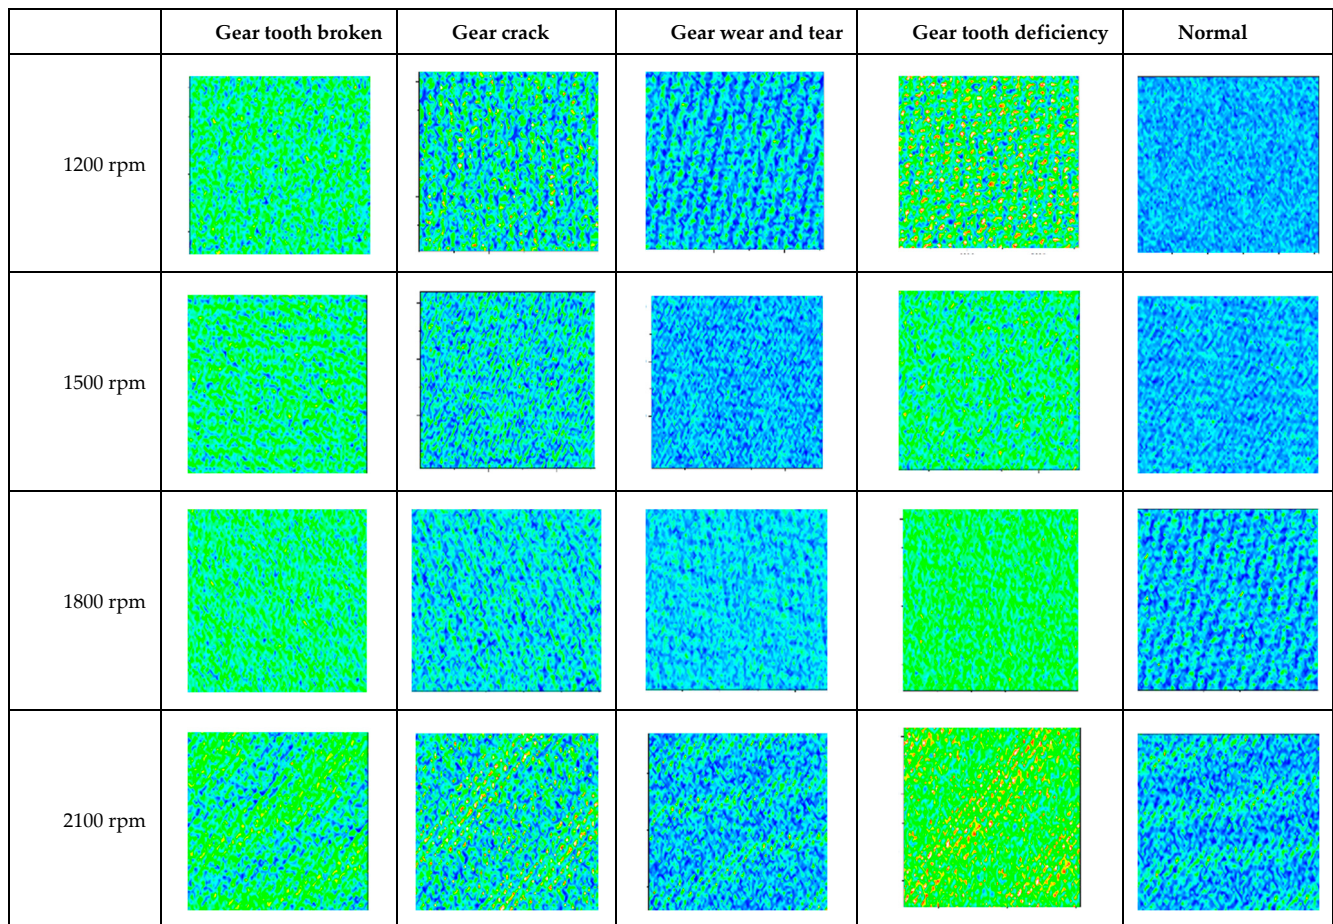 Gear tooth broken Gear crack Gear wear and tear Gear tooth deficiency Normal
1200 rpm
1500 rpm
1800 rpm
2100 rpm